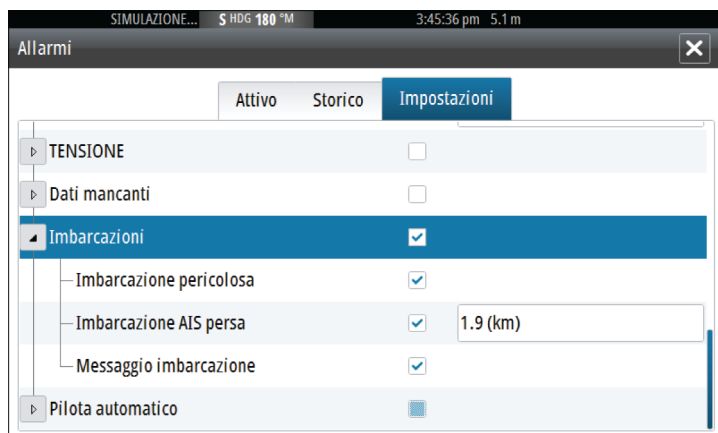 SIMULAZIONE... S HDG 180 °M 3:45:36 pm 5.1 m
Allarmi
Attivo Storico Impostazioni
TENSIONE
Dati mancanti
Imbarcazioni
Imbarcazione pericolosa
Imbarcazione AIS persa 1.9 (km)
Messaggio imbarcazione
Pilota automatico